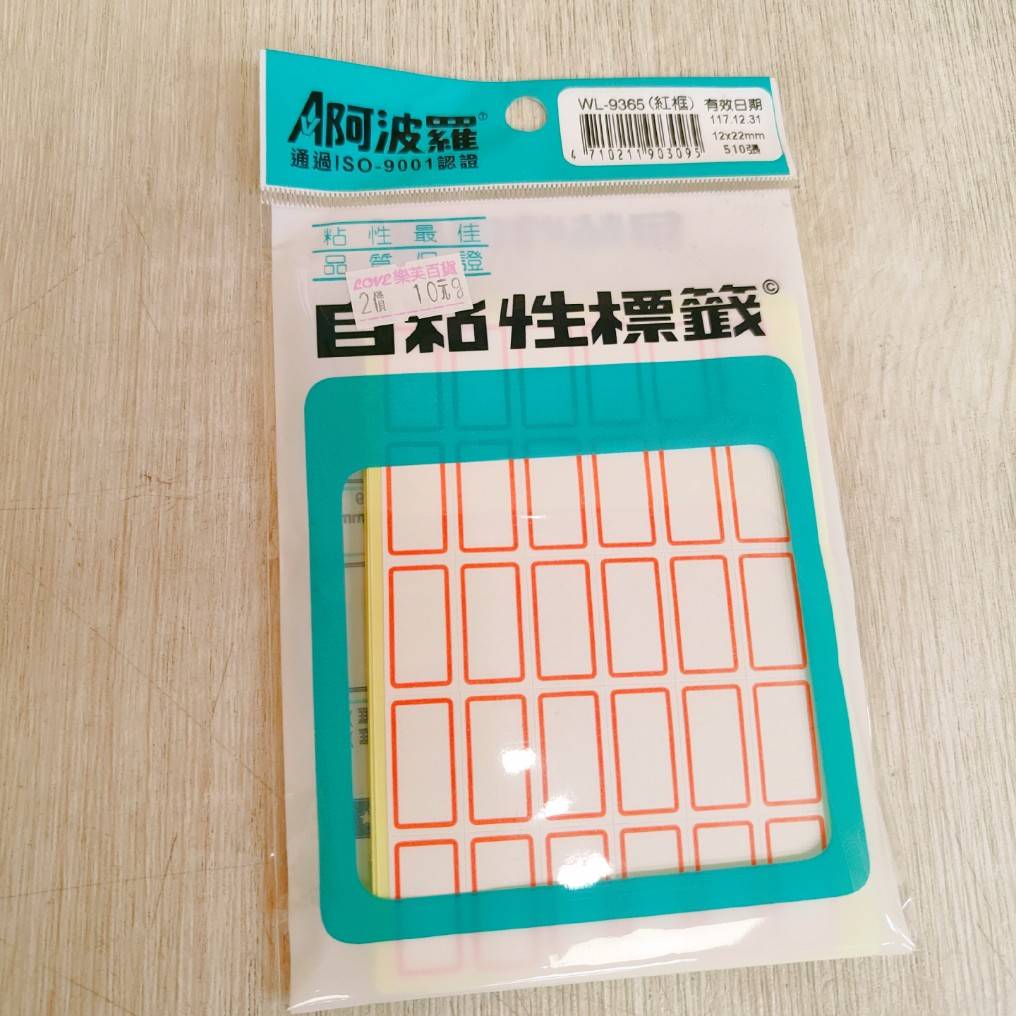 阿波羅
通過ISO-9001認證
WL-9365(紅框) 有效日期
117.12.31
12x22mm
510張
4 710211 903095
粘性最佳
品質保證
LOVE樂芙百貨
2櫃 10元9
自粘性標籤©